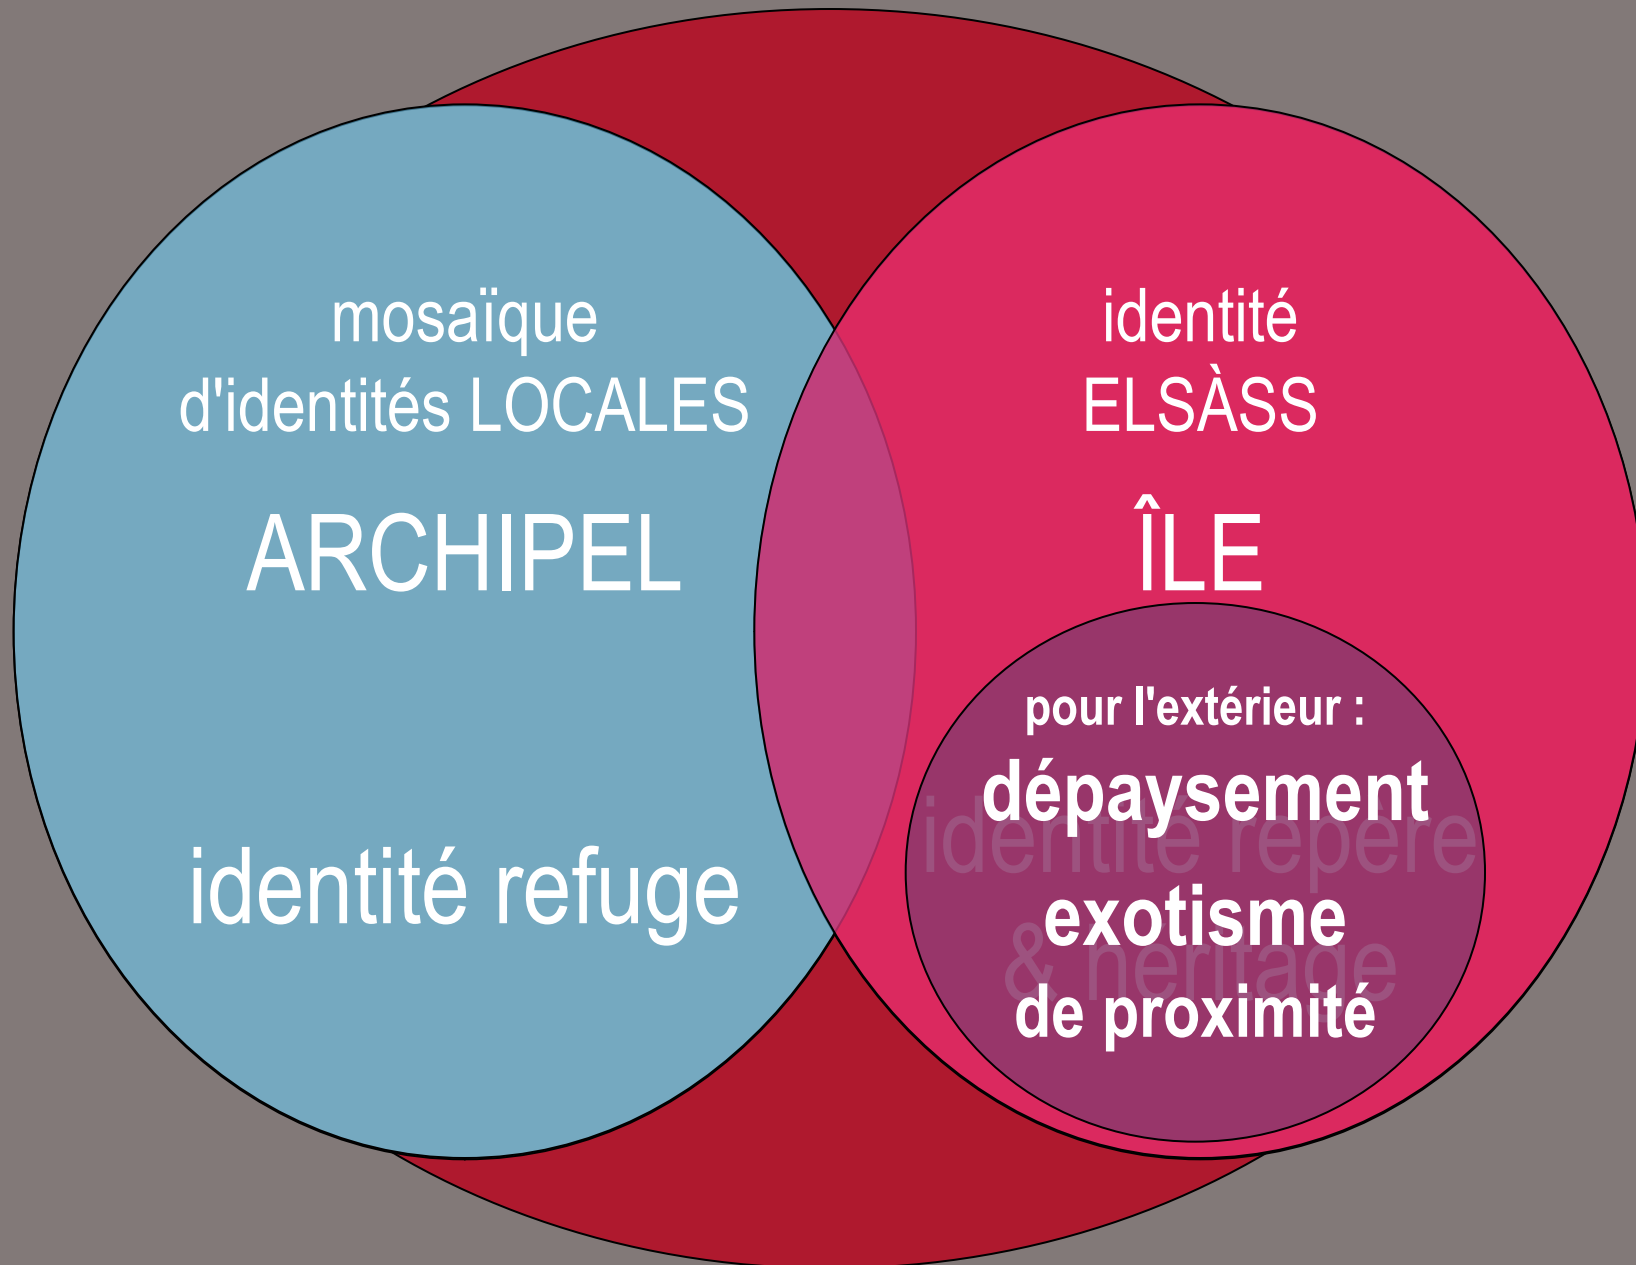 mosaïque
d'identités LOCALES
ARCHIPEL
identité refuge
identité
ELSÀSS
ÎLE
pour l'extérieur :
dépaysement
identité repère
exotisme
& héritage
de proximité